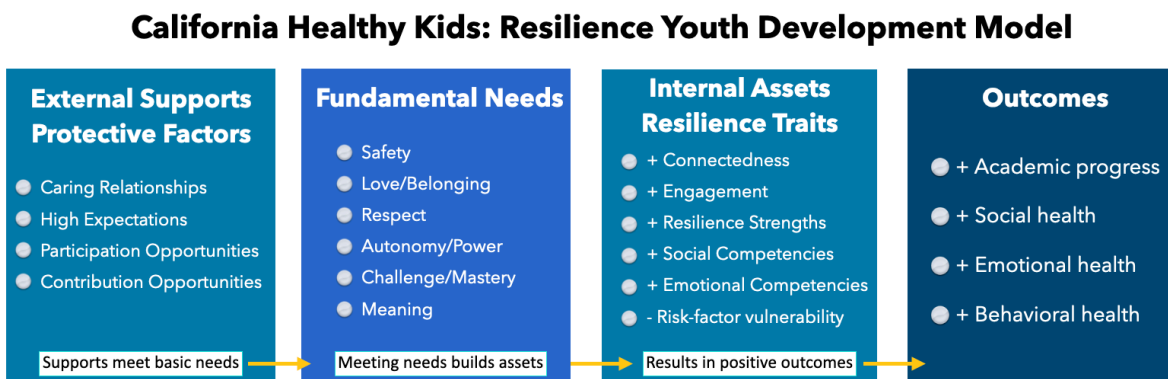 California Healthy Kids: Resilience Youth Development Model
External Supports
Protective Factors
Caring Relationships
High Expectations
Participation Opportunities
Contribution Opportunities
Supports meet basic needs
Fundamental Needs
Safety
Love/Belonging
Respect
Autonomy/Power
Challenge/Mastery
Meaning
Meeting needs builds assets
Internal Assets
Resilience Traits
+ Connectedness
+ Engagement
+ Resilience Strengths
+ Social Competencies
+ Emotional Competencies
- Risk-factor vulnerability
Results in positive outcomes
Outcomes
+ Academic progress
+ Social health
+ Emotional health
+ Behavioral health